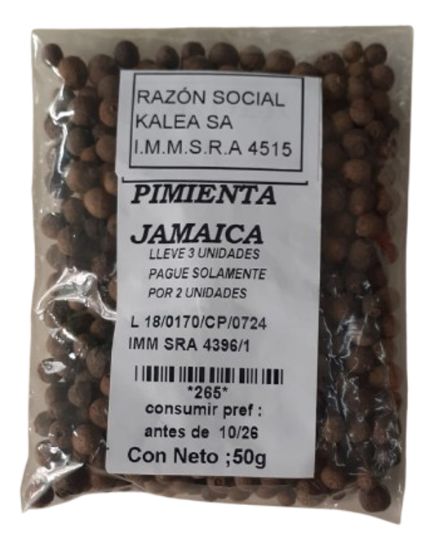 RAZÓN SOCIAL
KALEA SA
I.M.M.S.R.A 4515
PIMIENTA
JAMAICA
LLEVE 3 UNIDADES
PAGUE SOLAMENTE
POR 2 UNIDADES
L 18/0170/CP/0724
IMM SRA 4396/1
*265*
consumir pref :
antes de 10/26
Con Neto ;50g